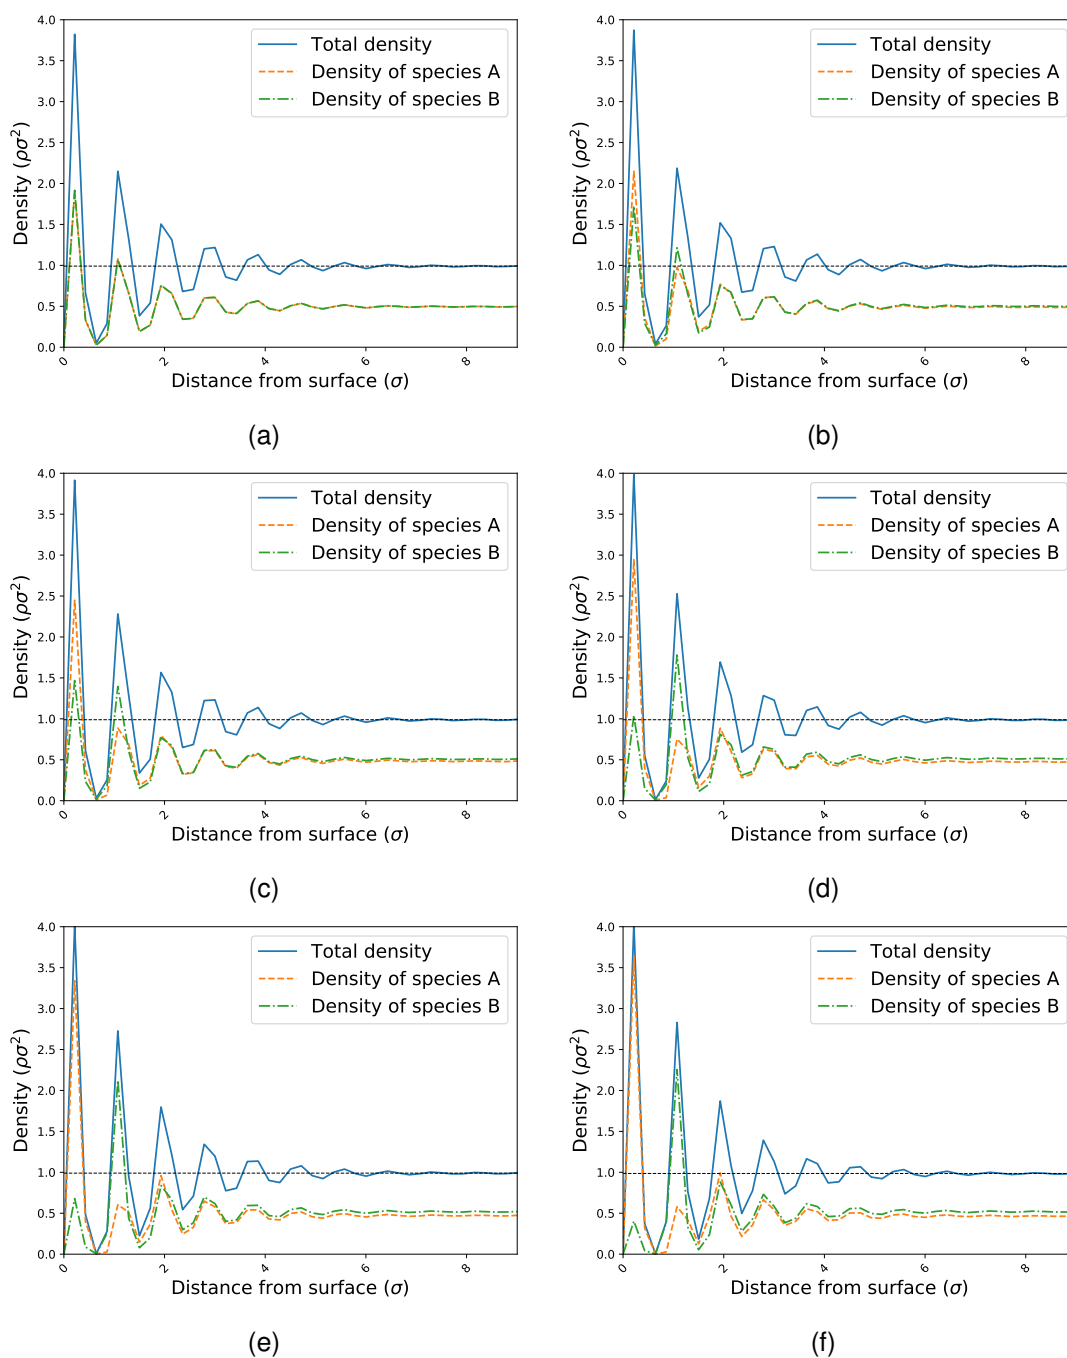 4.0
3.5
3.0
2.5
2.0
1.5
1.0
0.5
0.0
Density (ρσ²)
Total density
Density of species A
Density of species B
0 2 4 6 8
Distance from surface (σ)
(a)
4.0
3.5
3.0
2.5
2.0
1.5
1.0
0.5
0.0
Density (ρσ²)
Total density
Density of species A
Density of species B
0 2 4 6 8
Distance from surface (σ)
(b)
4.0
3.5
3.0
2.5
2.0
1.5
1.0
0.5
0.0
Density (ρσ²)
Total density
Density of species A
Density of species B
0 2 4 6 8
Distance from surface (σ)
(c)
4.0
3.5
3.0
2.5
2.0
1.5
1.0
0.5
0.0
Density (ρσ²)
Total density
Density of species A
Density of species B
0 2 4 6 8
Distance from surface (σ)
(d)
4.0
3.5
3.0
2.5
2.0
1.5
1.0
0.5
0.0
Density (ρσ²)
Total density
Density of species A
Density of species B
0 2 4 6 8
Distance from surface (σ)
(e)
4.0
3.5
3.0
2.5
2.0
1.5
1.0
0.5
0.0
Density (ρσ²)
Total density
Density of species A
Density of species B
0 2 4 6 8
Distance from surface (σ)
(f)